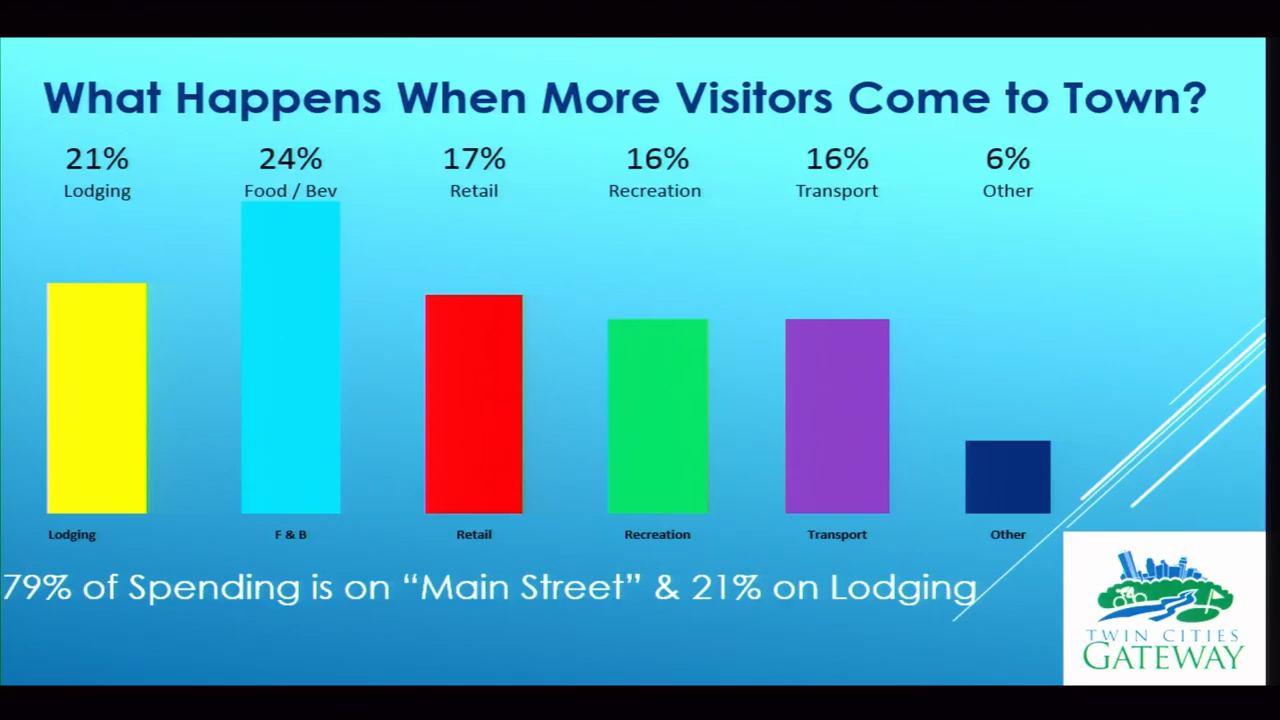 What Happens When More Visitors Come to Town?
21% 24% 17% 16% 16% 6%
Lodging Food / Bev Retail Recreation Transport Other
Lodging F & B Retail Recreation Transport Other
79% of Spending is on “Main Street” & 21% on Lodging
TWIN CITIES
GATEWAY